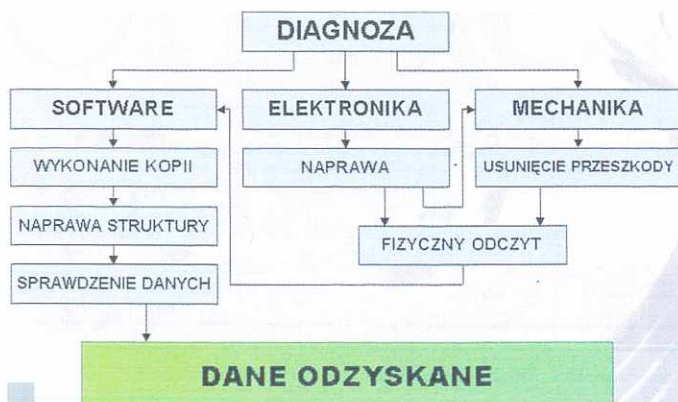 DIAGNOZA
SOFTWARE
ELEKTRONIKA
MECHANIKA
WYKONANIE KOPII
NAPRAWA
USUNIĘCIE PRZESZKODY
NAPRAWA STRUKTURY
FIZYCZNY ODCZYT
SPRAWDZENIE DANYCH
DANE ODZYSKANE